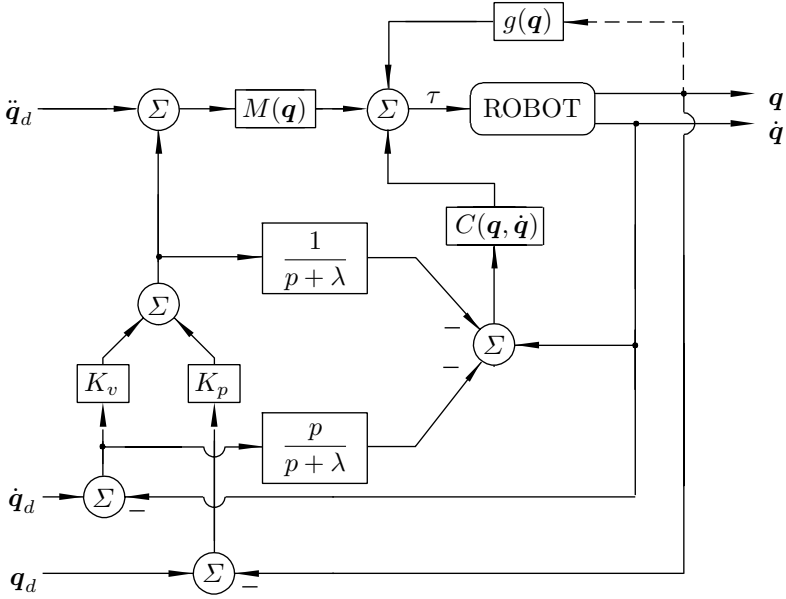 g(𝒒)
q̈_d
Σ
M(𝒒)
Σ
τ
ROBOT
q
q̇
C(q, q̇)
1
p + λ
Σ
–
–
Σ
K_v
K_p
p
p + λ
q̇_d
Σ
–
q_d
Σ
–